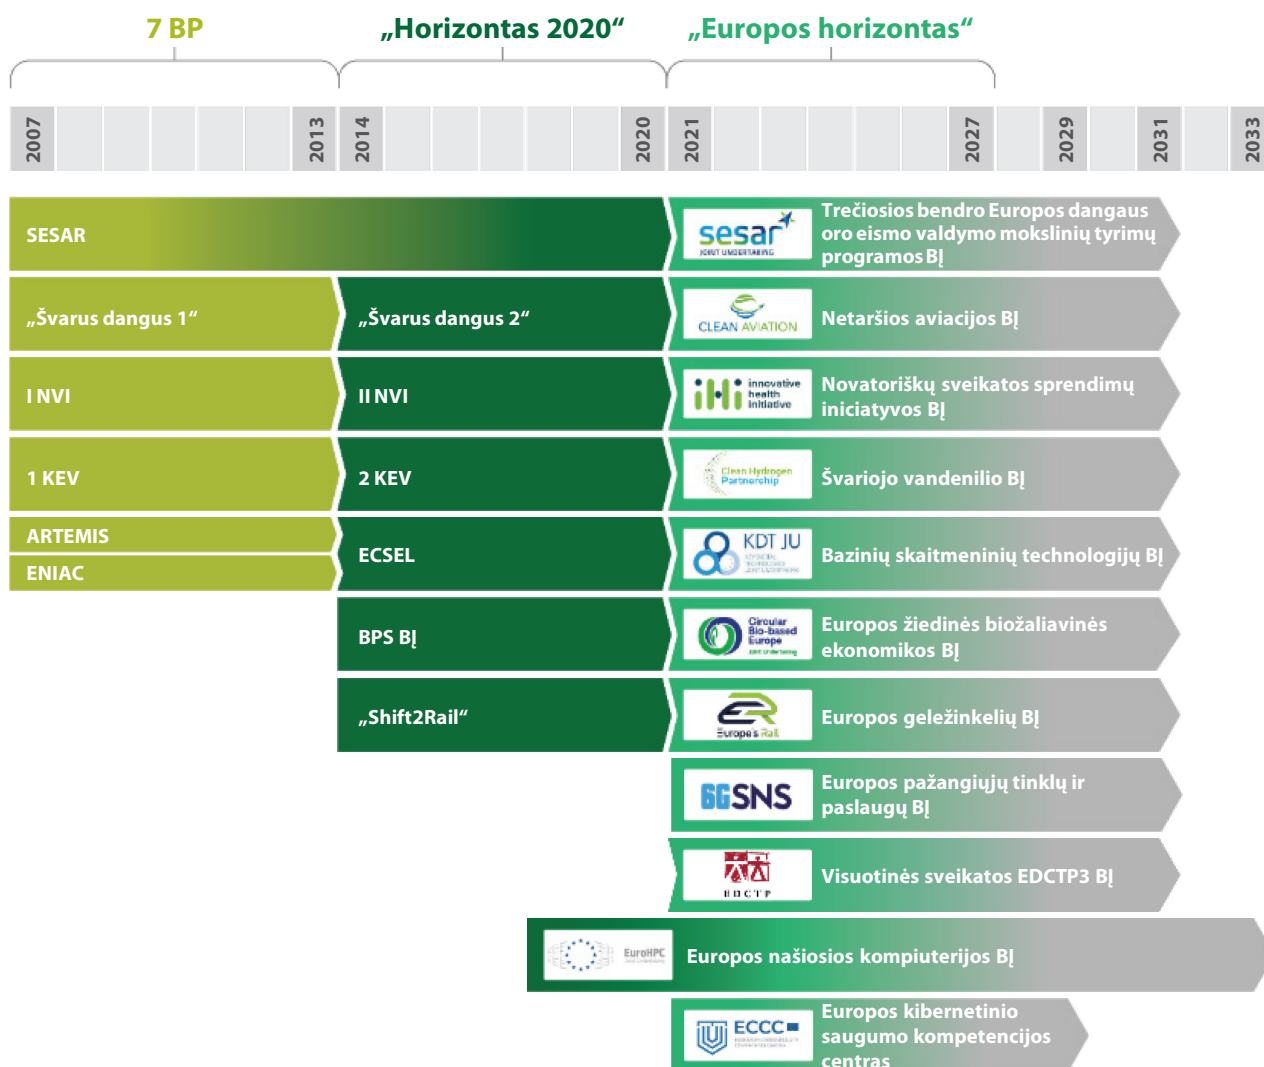 7 BP
„Horizontas 2020“
„Europos horizontas“
2007
2013
2014
2020
2021
2027
2029
2031
2033
SESAR
sesar
JOINT UNDERTAKING
Trečiosios bendro Europos dangaus
oro eismo valdymo mokslinių tyrimų
programos BĮ
„Švarus dangus 1“
„Švarus dangus 2“
CLEAN AVIATION
Netaršios aviacijos BĮ
I NVI
II NVI
iHi
innovative
health
initiative
Novatoriškų sveikatos sprendimų
iniciatyvos BĮ
1 KEV
2 KEV
Clean Hydrogen
Partnership
Švariojo vandenilio BĮ
ARTEMIS
ENIAC
ECSEL
KDT JU
Bazinių skaitmeninių technologijų BĮ
BPS BĮ
Circular
Bio-based
Europe
Joint Undertaking
Europos žiedinės biožaliavinės
ekonomikos BĮ
„Shift2Rail“
Europe's Rail
Europos geležinkelių BĮ
6GSNS
Europos pažangiųjų tinklų ir
paslaugų BĮ
EDCTP
Visuotinės sveikatos EDCTP3 BĮ
EuroHPC
Europos našiosios kompiuterijos BĮ
ECCC
Europos kibernetinio
saugumo kompetencijos
centras